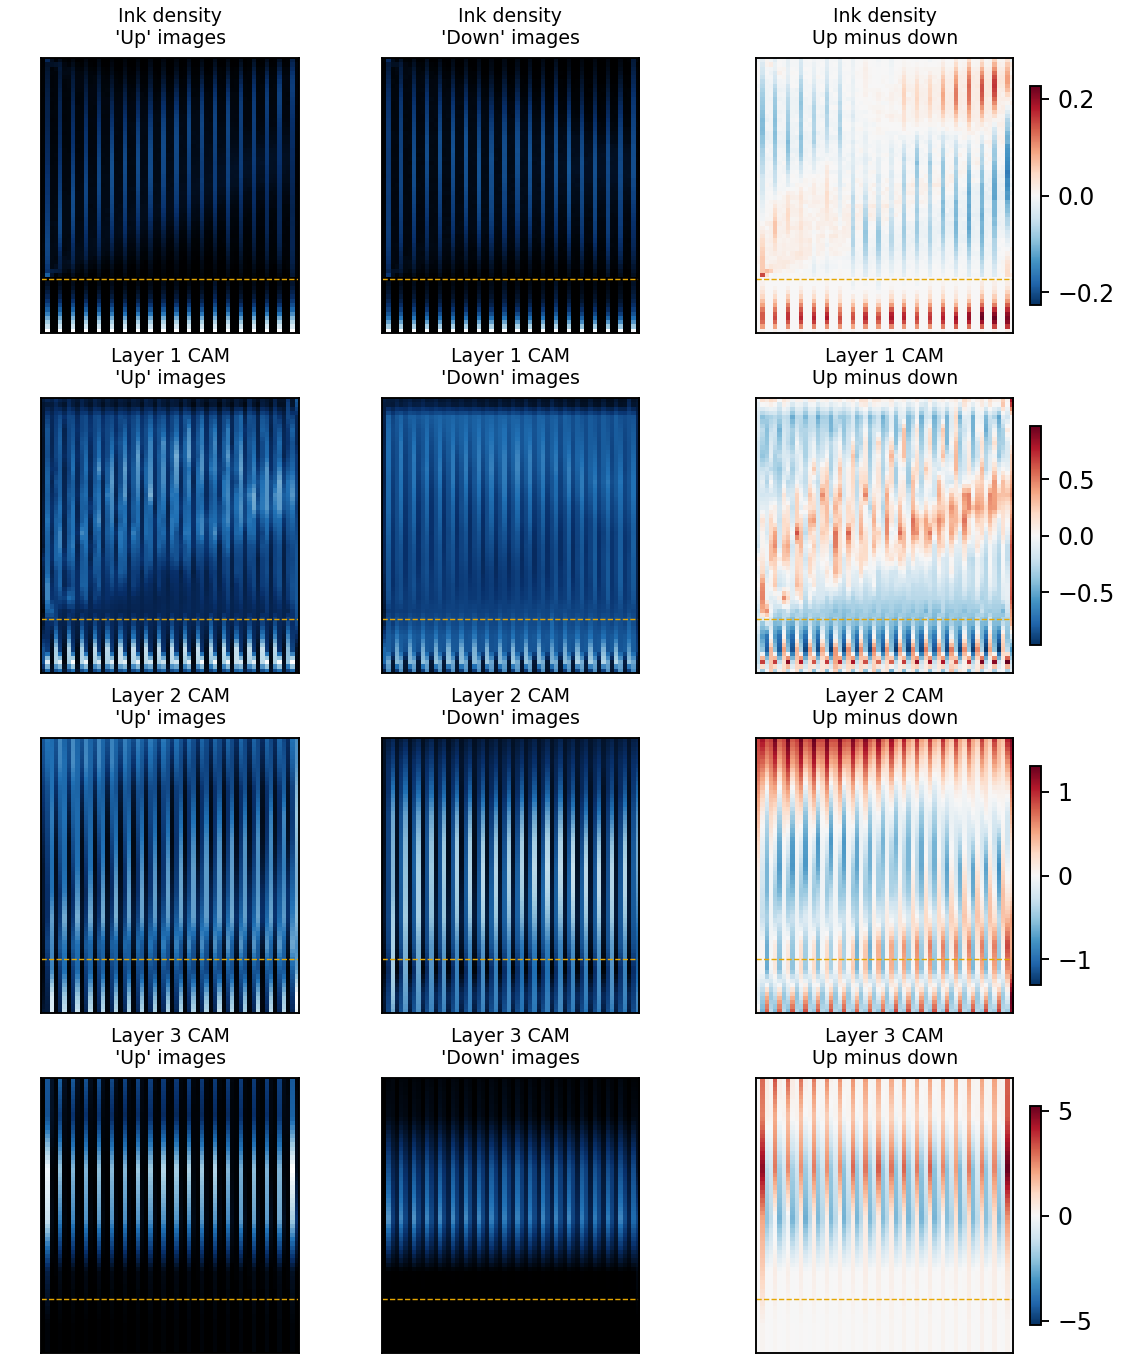 Ink density
'Up' images
Ink density
'Down' images
Ink density
Up minus down
0.2
0.0
−0.2
Layer 1 CAM
'Up' images
Layer 1 CAM
'Down' images
Layer 1 CAM
Up minus down
0.5
0.0
−0.5
Layer 2 CAM
'Up' images
Layer 2 CAM
'Down' images
Layer 2 CAM
Up minus down
1
0
−1
Layer 3 CAM
'Up' images
Layer 3 CAM
'Down' images
Layer 3 CAM
Up minus down
5
0
−5